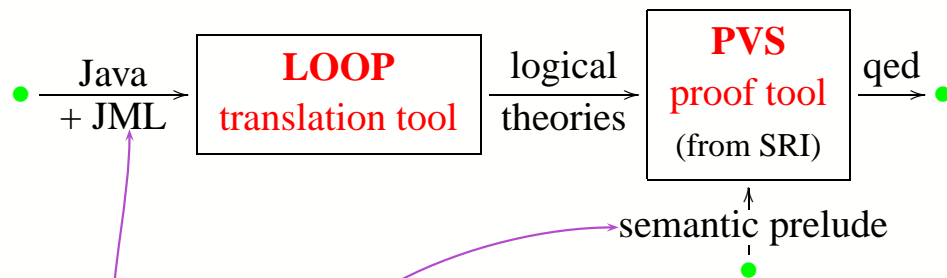 Java
+ JML
LOOP
translation tool
logical
theories
PVS
proof tool
(from SRI)
qed
semantic prelude